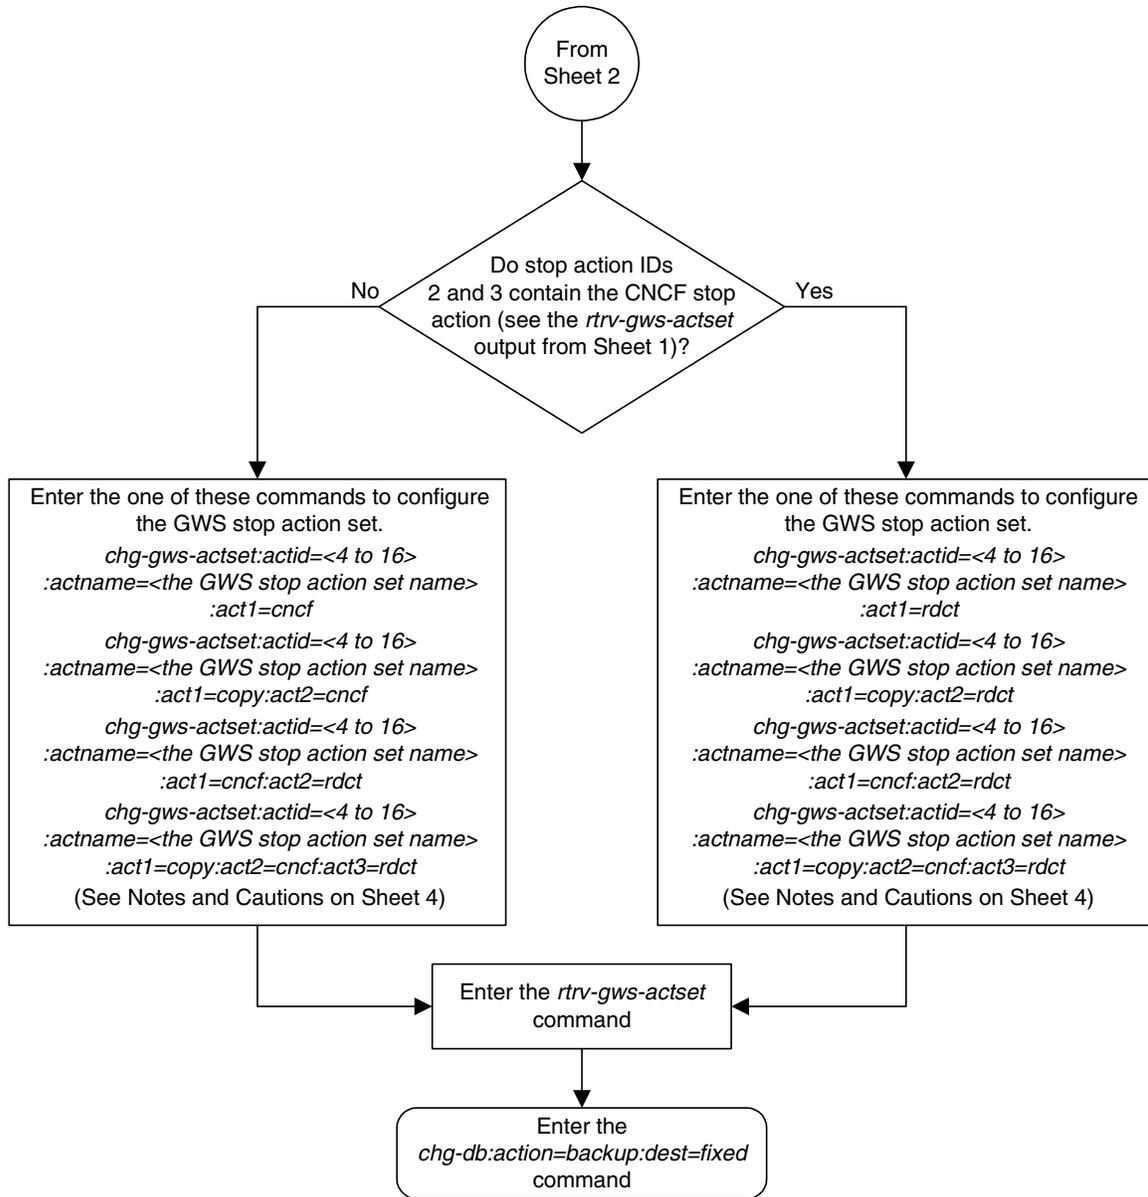 From
Sheet 2
Do stop action IDs
2 and 3 contain the CNCF stop
action (see the rtrv-gws-actset
output from Sheet 1)?
No
Yes
Enter the one of these commands to configure
the GWS stop action set.
chg-gws-actset:actid=<4 to 16>
:actname=<the GWS stop action set name>
:act1=cncf
chg-gws-actset:actid=<4 to 16>
:actname=<the GWS stop action set name>
:act1=copy:act2=cncf
chg-gws-actset:actid=<4 to 16>
:actname=<the GWS stop action set name>
:act1=cncf:act2=rdct
chg-gws-actset:actid=<4 to 16>
:actname=<the GWS stop action set name>
:act1=copy:act2=cncf:act3=rdct
(See Notes and Cautions on Sheet 4)
Enter the one of these commands to configure
the GWS stop action set.
chg-gws-actset:actid=<4 to 16>
:actname=<the GWS stop action set name>
:act1=rdct
chg-gws-actset:actid=<4 to 16>
:actname=<the GWS stop action set name>
:act1=copy:act2=rdct
chg-gws-actset:actid=<4 to 16>
:actname=<the GWS stop action set name>
:act1=cncf:act2=rdct
chg-gws-actset:actid=<4 to 16>
:actname=<the GWS stop action set name>
:act1=copy:act2=cncf:act3=rdct
(See Notes and Cautions on Sheet 4)
Enter the rtrv-gws-actset
command
Enter the
chg-db:action=backup:dest=fixed
command